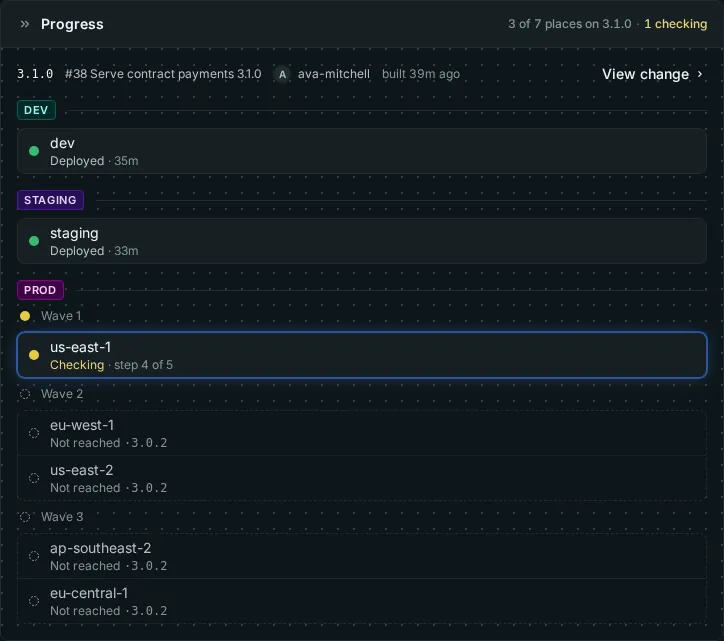 » Progress
3 of 7 places on 3.1.0 · 1 checking
3.1.0 #38 Serve contract payments 3.1.0 A ava-mitchell built 39m ago
View change ›
DEV
dev
Deployed · 35m
STAGING
staging
Deployed · 33m
PROD
Wave 1
us-east-1
Checking · step 4 of 5
Wave 2
eu-west-1
Not reached ·3.0.2
us-east-2
Not reached ·3.0.2
Wave 3
ap-southeast-2
Not reached ·3.0.2
eu-central-1
Not reached ·3.0.2